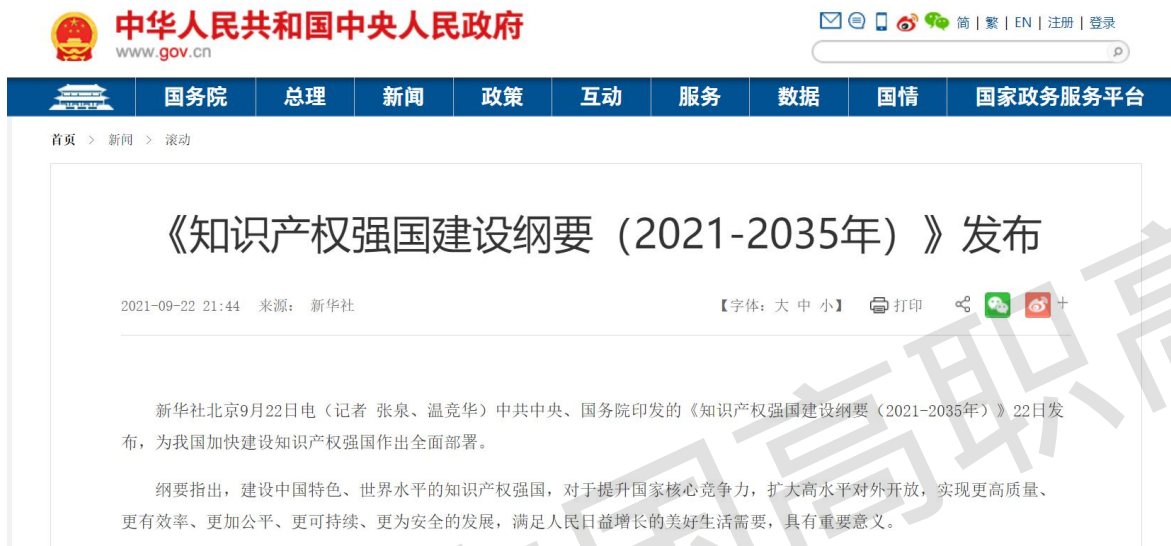 中华人民共和国中央人民政府
www.gov.cn
简 | 繁 | EN | 注册 | 登录
国务院 总理 新闻 政策 互动 服务 数据 国情 国家政务服务平台
首页 > 新闻 > 滚动
《知识产权强国建设纲要（2021-2035年）》发布
2021-09-22 21:44 来源： 新华社 【字体：大 中 小】 打印 +
新华社北京9月22日电（记者 张泉、温竞华）中共中央、国务院印发的《知识产权强国建设纲要（2021-2035年）》22日发
布，为我国加快建设知识产权强国作出全面部署。
纲要指出，建设中国特色、世界水平的知识产权强国，对于提升国家核心竞争力，扩大高水平对外开放，实现更高质量、
更有效率、更加公平、更可持续、更为安全的发展，满足人民日益增长的美好生活需要，具有重要意义。
国高职高